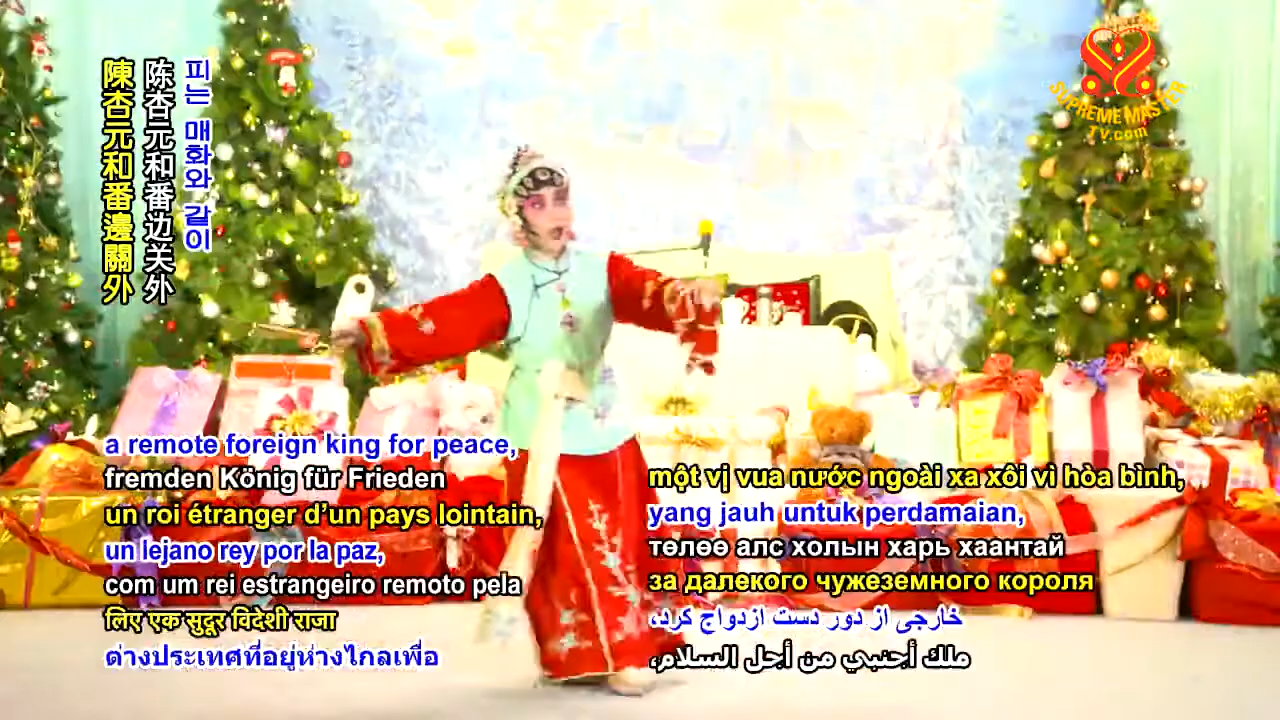 陳杏元和番邊關外
陈杏元和番边关外
피는 매화와 같이
SUPREME MASTER
TV.com
a remote foreign king for peace,
fremden König für Frieden
un roi étranger d’un pays lointain,
un lejano rey por la paz,
com um rei estrangeiro remoto pela
लिए एक सुदूर विदेशी राजा
ต่างประเทศที่อยู่ห่างไกลเพื่อ
một vị vua nước ngoài xa xôi vì hòa bình,
yang jauh untuk perdamaian,
төлөө алс холын харь хаантай
за далекого чужеземного короля
خارجی از دور دست ازدواج کرد،
ملك أجنبي من أجل السلام،